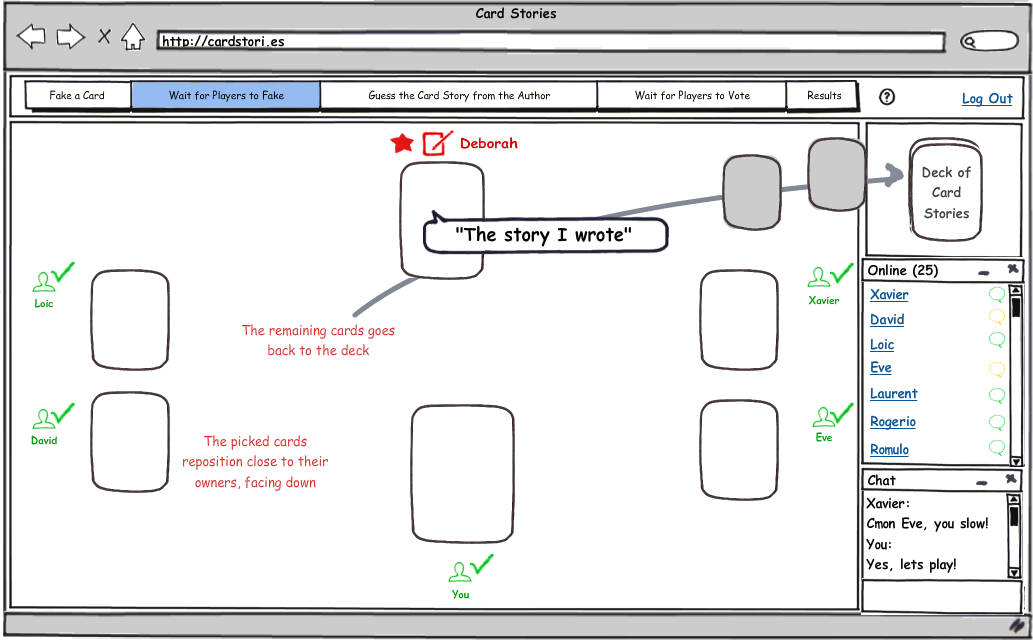 Card Stories
http://cardstori.es
Fake a Card
Wait for Players to Fake
Guess the Card Story from the Author
Wait for Players to Vote
Results
?
Log Out
Deborah
"The story I wrote"
Deck of
Card
Stories
Loic
Xavier
The remaining cards goes
back to the deck
David
Eve
The picked cards
reposition close to their
owners, facing down
You
Online (25)
Xavier
David
Loic
Eve
Laurent
Rogerio
Romulo
Chat
Xavier:
Cmon Eve, you slow!
You:
Yes, lets play!